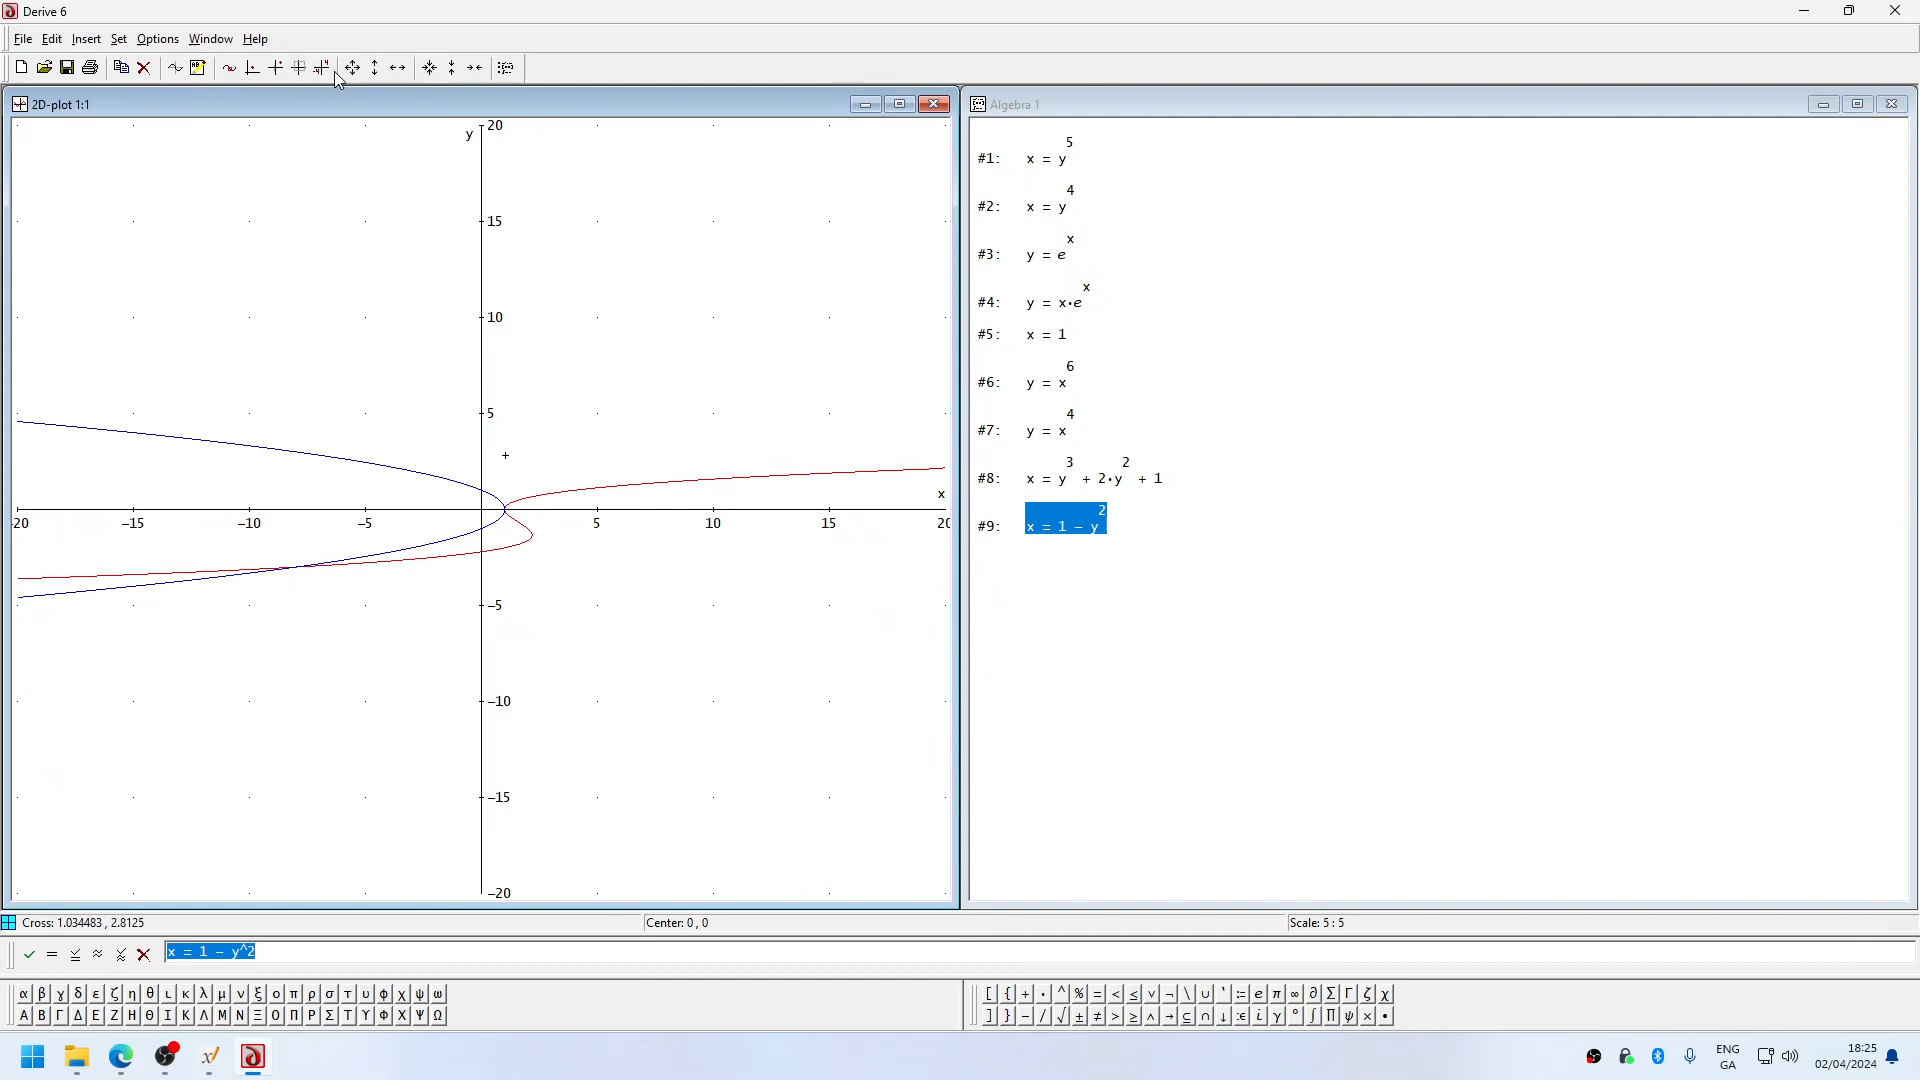 Derive 6
File Edit Insert Set Options Window Help
2D-plot 1:1
y
20
15
10
5
x
20 -15 -10 -5 5 10 15 20
-5
-10
-15
-20
Algebra 1
#1: x = y^5
#2: x = y^4
#3: y = e^x
#4: y = x·e^x
#5: x = 1
#6: y = x^6
#7: y = x^4
#8: x = y^3 + 2·y^2 + 1
#9: x = 1 - y^2
Cross: 1.034483 , 2.8125 Center: 0 , 0 Scale: 5 : 5
x = 1 - y^2
α β γ δ ε ζ η θ ι κ λ μ ν ξ ο π ρ σ τ υ φ χ ψ ω
Α Β Γ Δ Ε Ζ Η Θ Ι Κ Λ Μ Ν Ξ Ο Π Ρ Σ Τ Υ Φ Χ Ψ Ω
[ { + · ^ % = < ≤ ∨ ¬ \ ∪ ` := e π ∞ ∂ ∑ Γ ζ χ
] } - / √ ± ≠ > ≥ ∧ → ⊆ ∩ ↓ :∈ i γ ° ∫ ∏ ψ × •
ENG
GA
18:25
02/04/2024